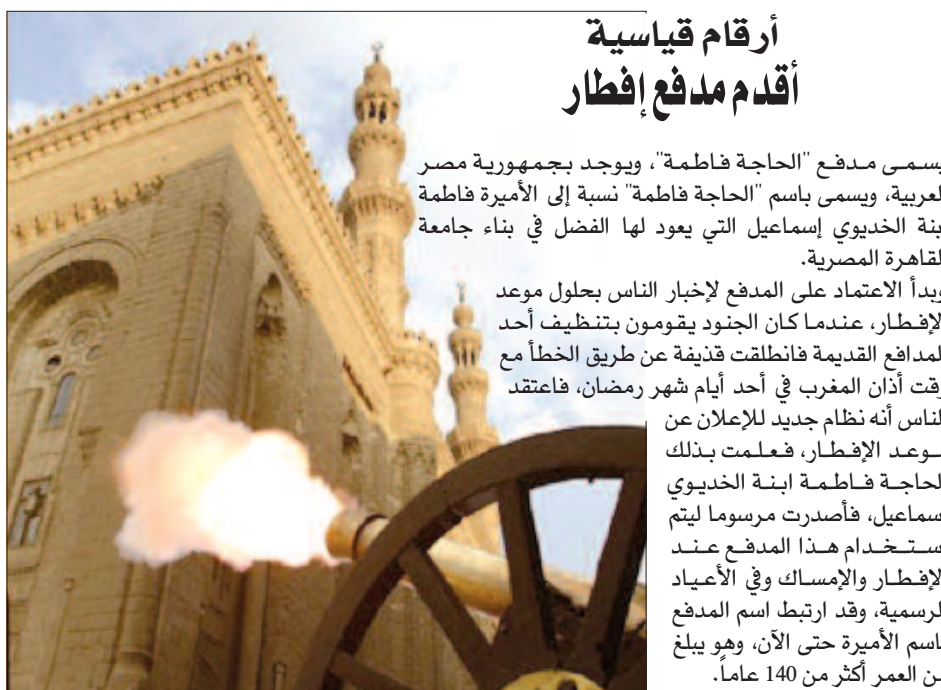 أرقام قياسية
أقدم مدفع إفطار
يسمى مدفع "الحاجة فاطمة"، ويوجد بجمهورية مصر
لعربية، ويسمى باسم "الحاجة فاطمة" نسبة إلى الأميرة فاطمة
بنة الخديوي إسماعيل التي يعود لها الفضل في بناء جامعة
لقاهرة المصرية.
وبدأ الاعتماد على المدفع لإخبار الناس بحلول موعد
لإفطار، عندما كان الجنود يقومون بتنظيف أحد
لمدافع القديمة فانطلقت قذيفة عن طريق الخطأ مع
وقت أذان المغرب في أحد أيام شهر رمضان، فاعتقد
لناس أنه نظام جديد للإعلان عن
موعد الإفطار، فعلمت بذلك
لحاجة فاطمة ابنة الخديوي
سماعيل، فأصدرت مرسوما ليتم
ستخدام هذا المدفع عند
لإفطار والإمساك وفي الأعياد
لرسمية، وقد ارتبط اسم المدفع
باسم الأميرة حتى الآن، وهو يبلغ
من العمر أكثر من 140 عاماً.